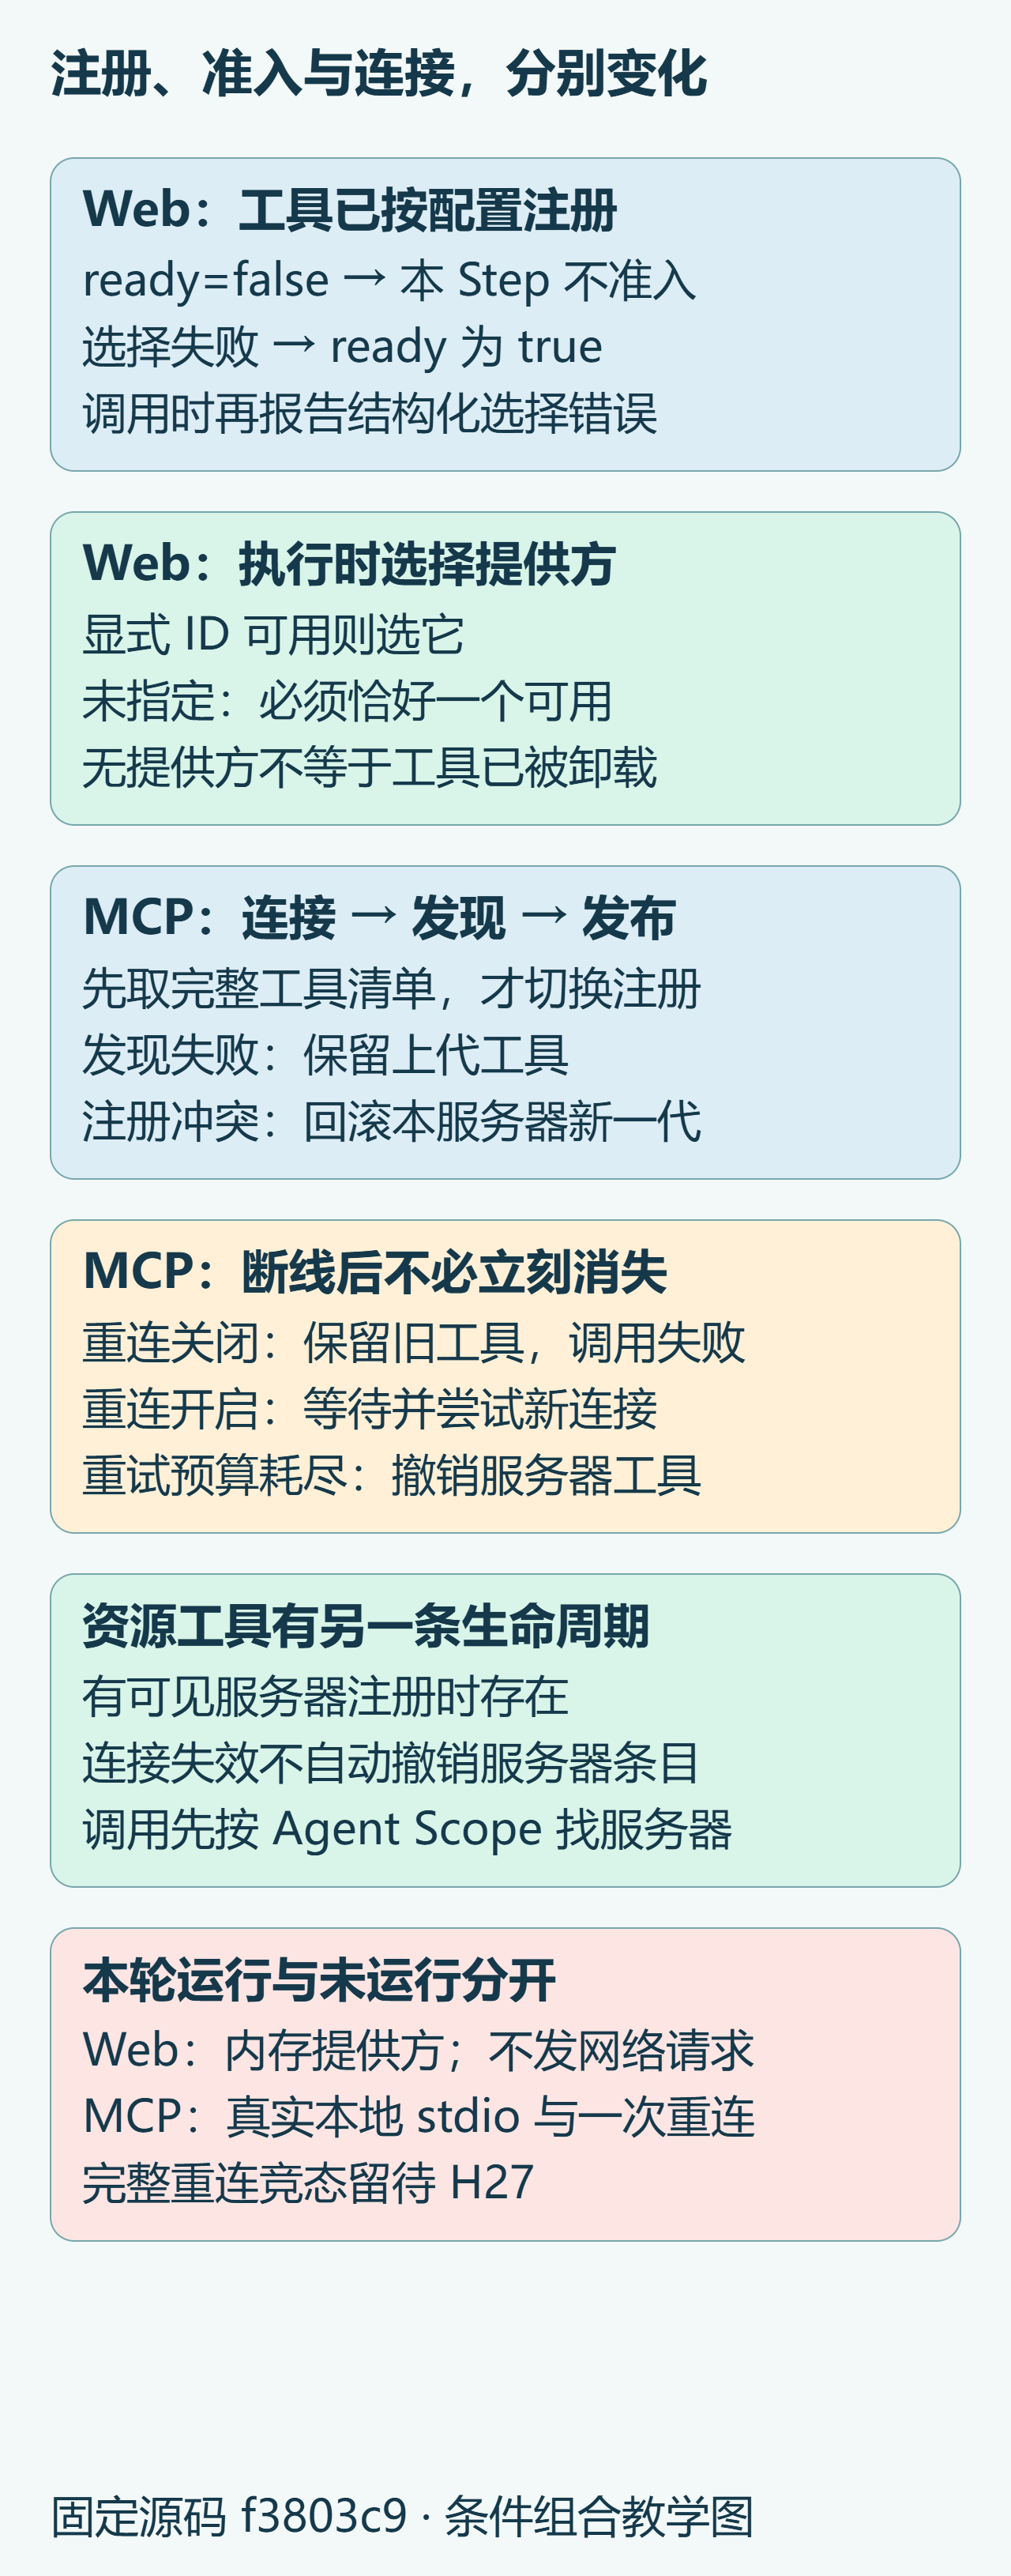 注册、准入与连接，分别变化
Web：工具已按配置注册
ready=false → 本 Step 不准入
选择失败 → ready 为 true
调用时再报告结构化选择错误
Web：执行时选择提供方
显式 ID 可用则选它
未指定：必须恰好一个可用
无提供方不等于工具已被卸载
MCP：连接 → 发现 → 发布
先取完整工具清单，才切换注册
发现失败：保留上代工具
注册冲突：回滚本服务器新一代
MCP：断线后不必立刻消失
重连关闭：保留旧工具，调用失败
重连开启：等待并尝试新连接
重试预算耗尽：撤销服务器工具
资源工具有另一条生命周期
有可见服务器注册时存在
连接失效不自动撤销服务器条目
调用先按 Agent Scope 找服务器
本轮运行与未运行分开
Web：内存提供方；不发网络请求
MCP：真实本地 stdio 与一次重连
完整重连竞态留待 H27
固定源码 f3803c9 · 条件组合教学图